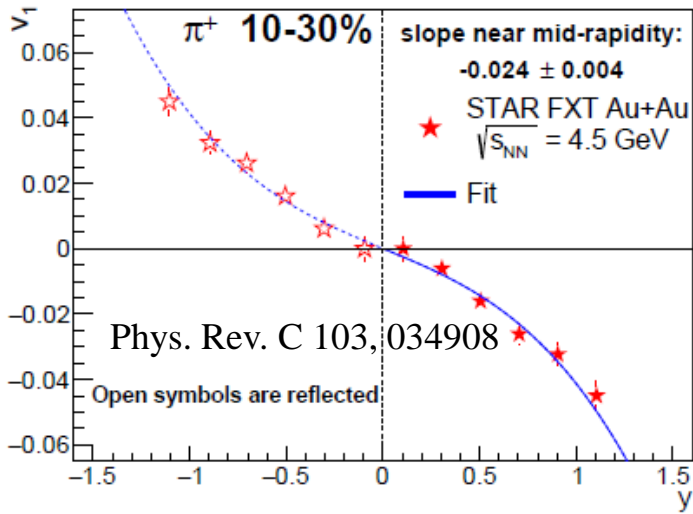 v₁
π⁺ 10-30%
slope near mid-rapidity:
-0.024 ± 0.004
STAR FXT Au+Au
√sNN = 4.5 GeV
Fit
0.06
0.04
0.02
0
−0.02
−0.04
−0.06
Phys. Rev. C 103, 034908
Open symbols are reflected
−1.5 −1 −0.5 0 0.5 1 1.5
y